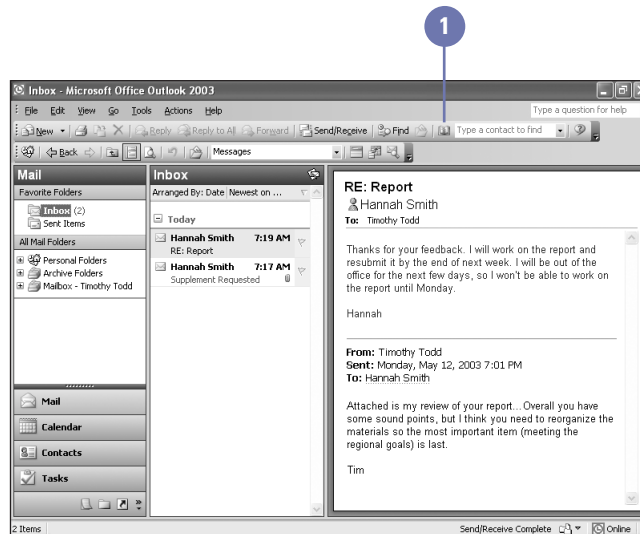 1
Inbox - Microsoft Office Outlook 2003
File Edit View Go Tools Actions Help
Type a question for help
New Reply Reply to All Forward Send/Receive Find Type a contact to find
Back Messages
Mail
Favorite Folders
Inbox (2)
Sent Items
All Mail Folders
Personal Folders
Archive Folders
Mailbox - Timothy Todd
Mail
Calendar
Contacts
Tasks
Inbox
Arranged By: Date Newest on ...
Today
Hannah Smith 7:19 AM
RE: Report
Hannah Smith 7:17 AM
Supplement Requested
RE: Report
Hannah Smith
To: Timothy Todd
Thanks for your feedback. I will work on the report and
resubmit it by the end of next week. I will be out of the
office for the next few days, so I won't be able to work on
the report until Monday.
Hannah
From: Timothy Todd
Sent: Monday, May 12, 2003 7:01 PM
To: Hannah Smith
Attached is my review of your report...Overall you have
some sound points, but I think you need to reorganize the
materials so the most important item (meeting the
regional goals) is last.
Tim
2 Items
Send/Receive Complete Online